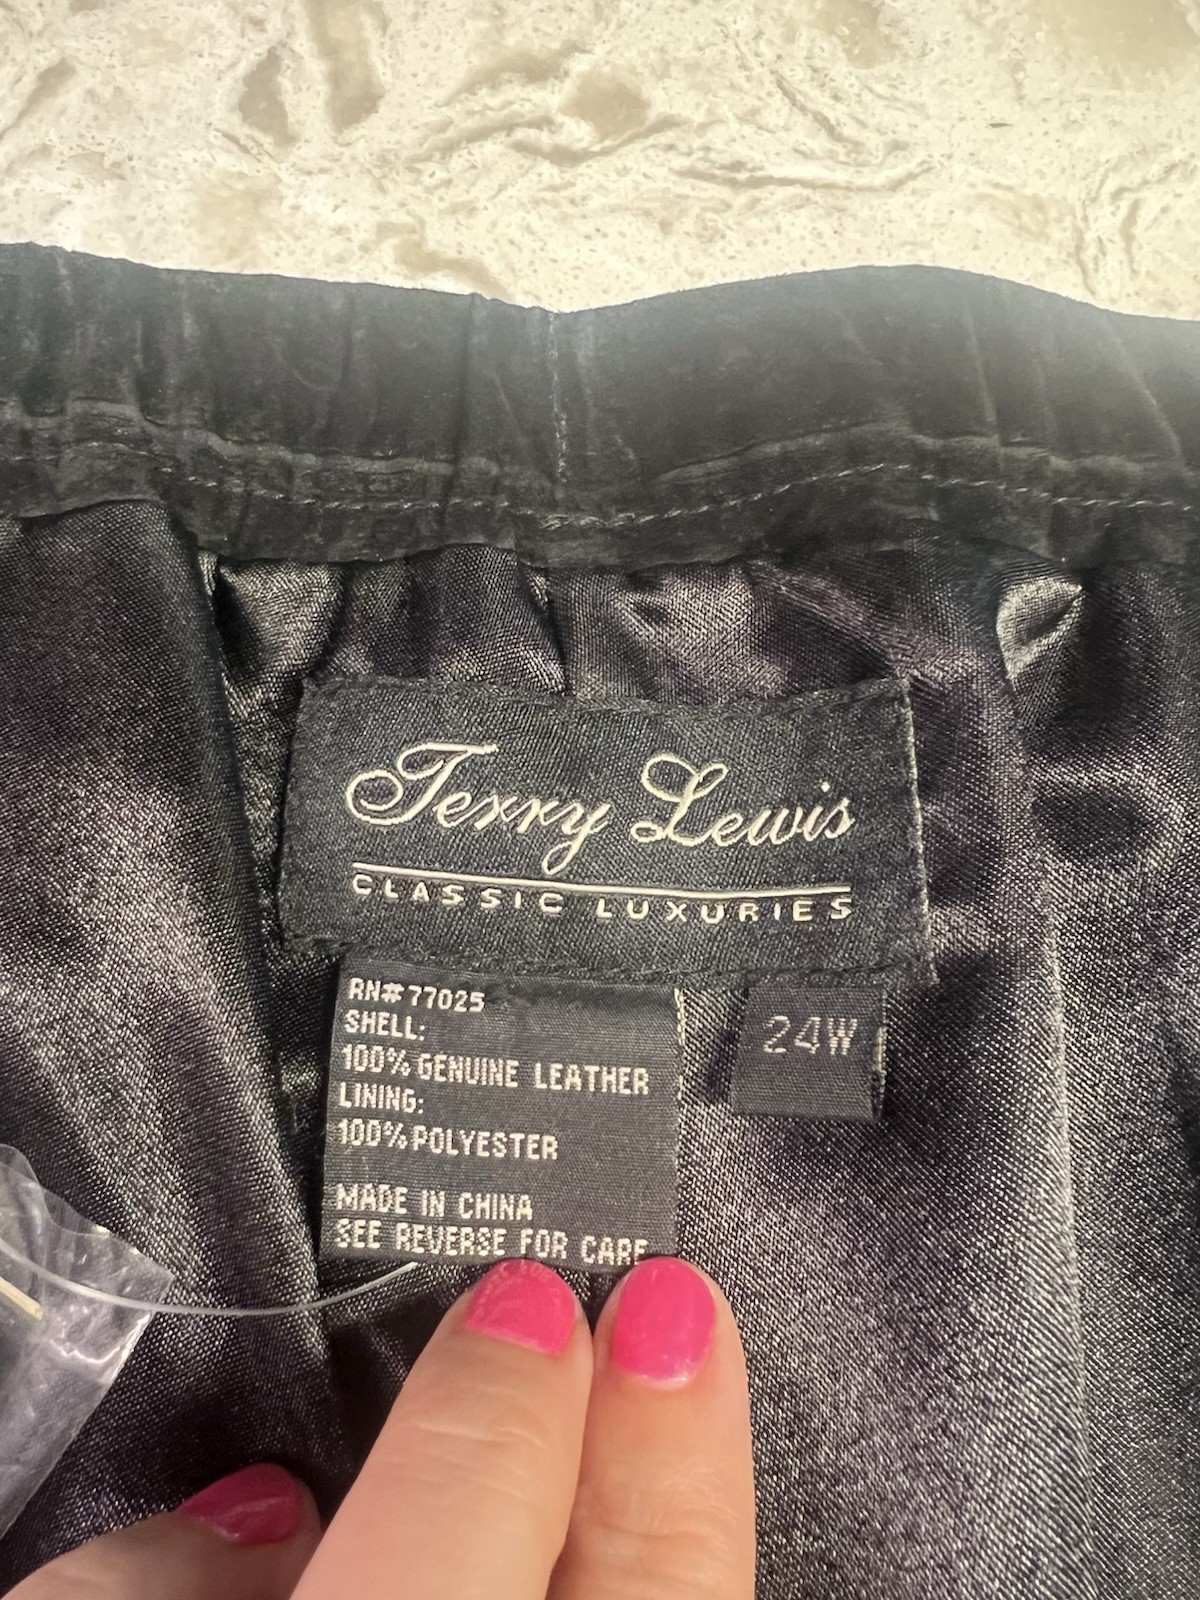 Terry Lewis
CLASSIC LUXURIES
RN#77025
SHELL:
100% GENUINE LEATHER
LINING:
100% POLYESTER
MADE IN CHINA
SEE REVERSE FOR CARE
24W